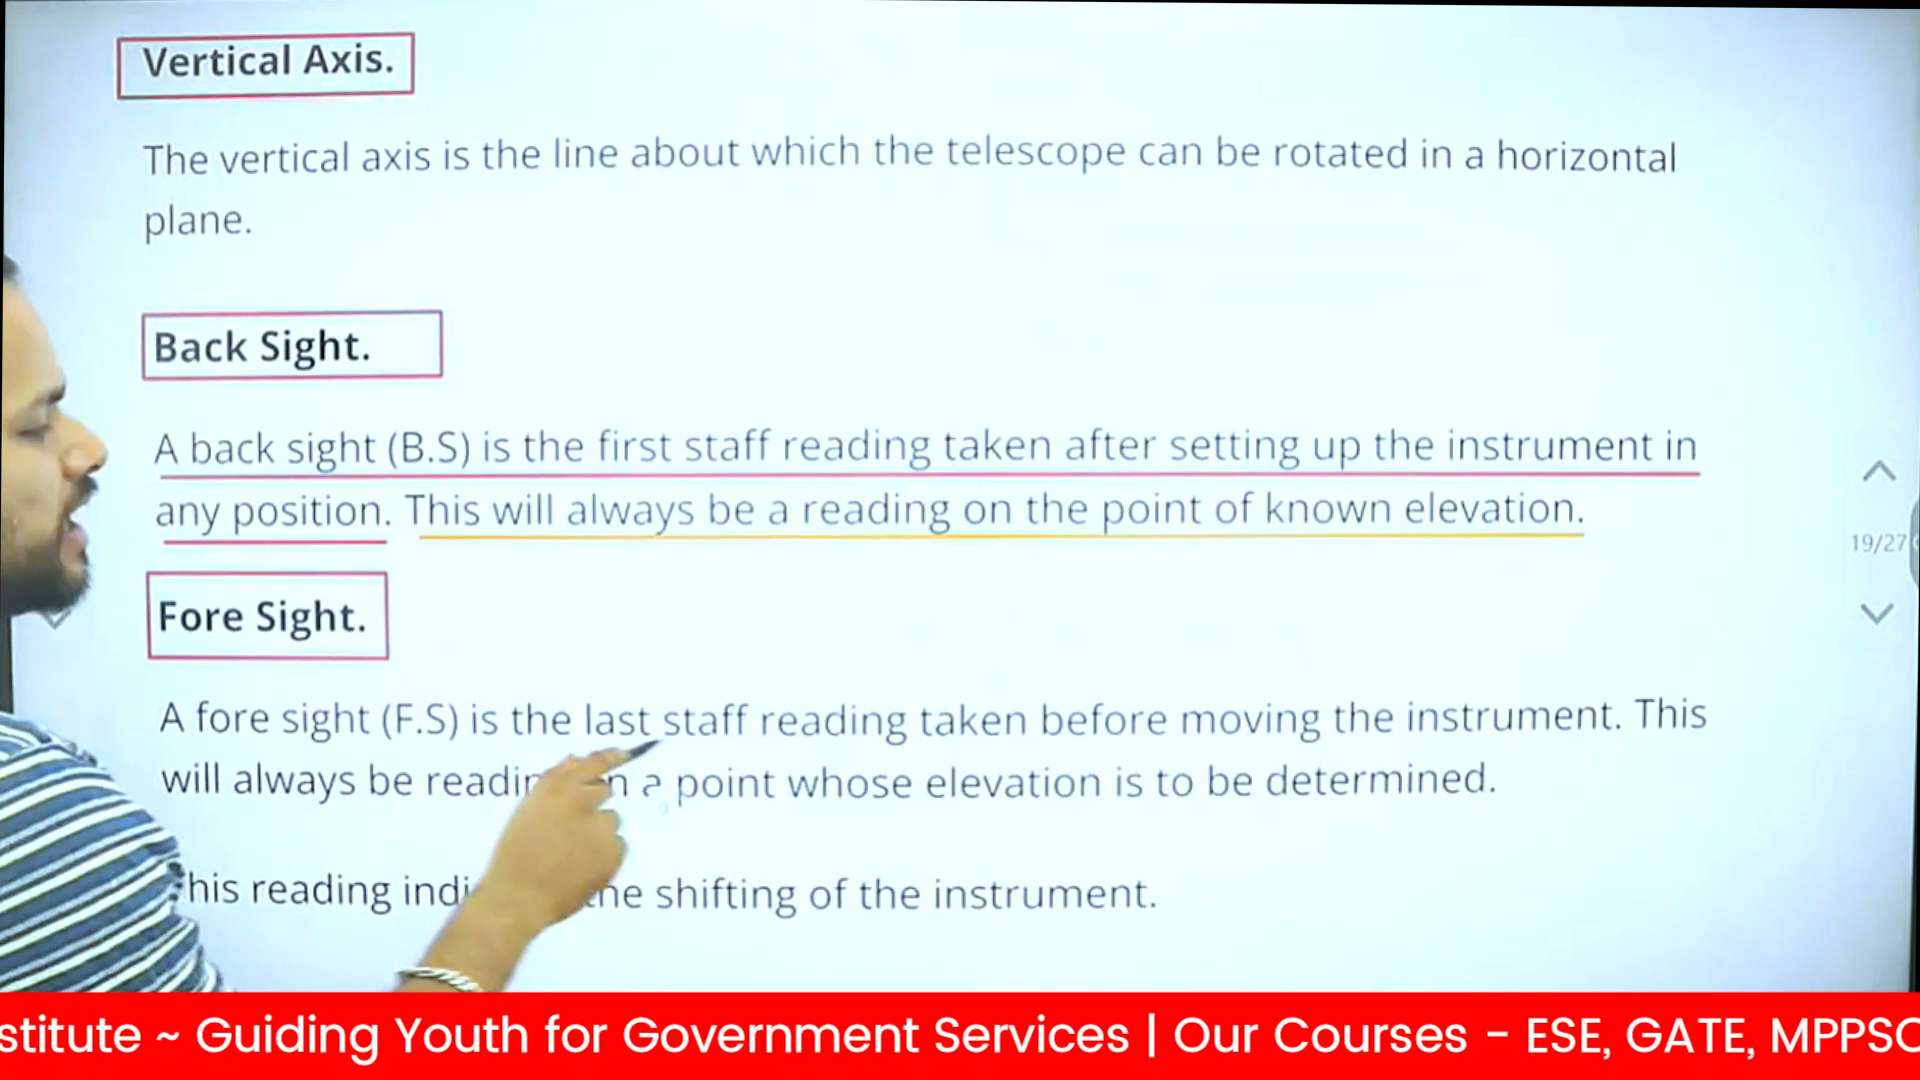 Vertical Axis.
The vertical axis is the line about which the telescope can be rotated in a horizontal
plane.
Back Sight.
A back sight (B.S) is the first staff reading taken after setting up the instrument in
any position. This will always be a reading on the point of known elevation.
19/27
Fore Sight.
A fore sight (F.S) is the last staff reading taken before moving the instrument. This
will always be a point whose elevation is to be determined.
reading shifting of the instrument.
stitute ~ Guiding Youth for Government Services | Our Courses - ESE, GATE, MPPSC